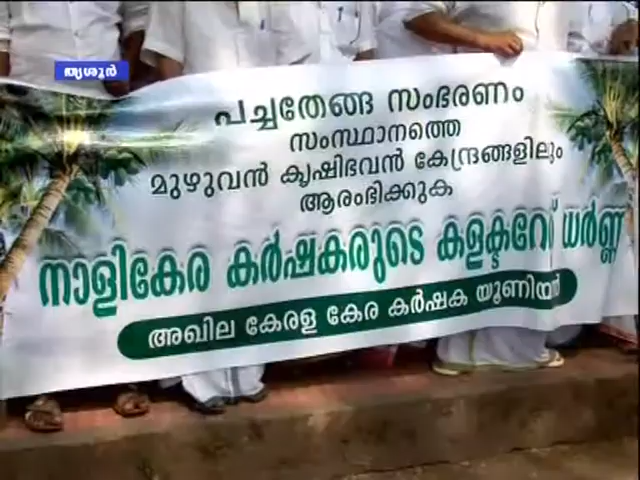 തൃശൂർ
പച്ചതേങ്ങ സംഭരണം
സംസ്ഥാനത്തെ
മുഴുവൻ കൃഷിഭവൻ കേന്ദ്രങ്ങളിലും
ആരംഭിക്കുക
നാളികേര കർഷകരുടെ കളക്ടറേറ്റ് ധർണ്ണ
അഖില കേരള കേര കർഷക യൂണിയൻ